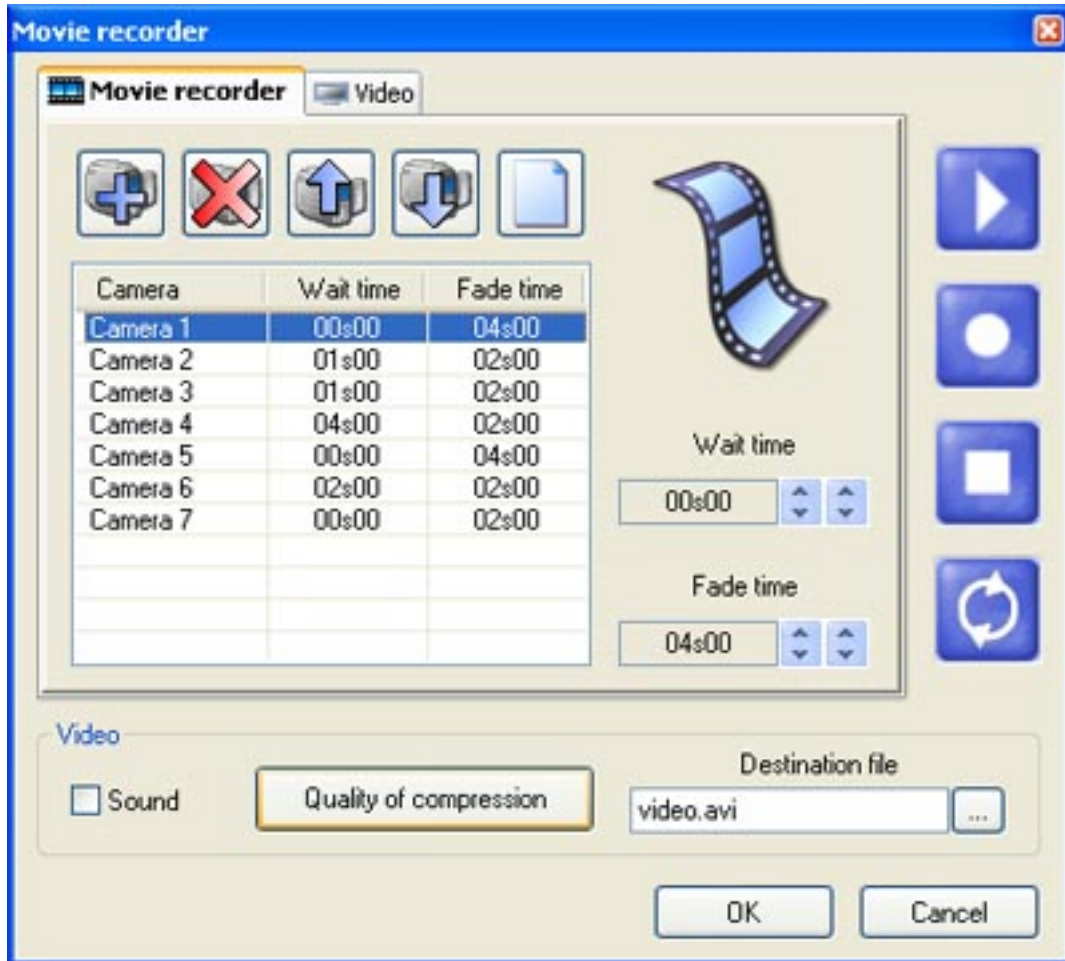 Movie recorder
Movie recorder Video
Camera Wait time Fade time
Camera 1 00s00 04s00
Camera 2 01s00 02s00
Camera 3 01s00 02s00
Camera 4 04s00 02s00
Camera 5 00s00 04s00
Camera 6 02s00 02s00
Camera 7 00s00 02s00
Wait time
00s00
Fade time
04s00
Video
Sound
Quality of compression
Destination file
video.avi
...
OK Cancel